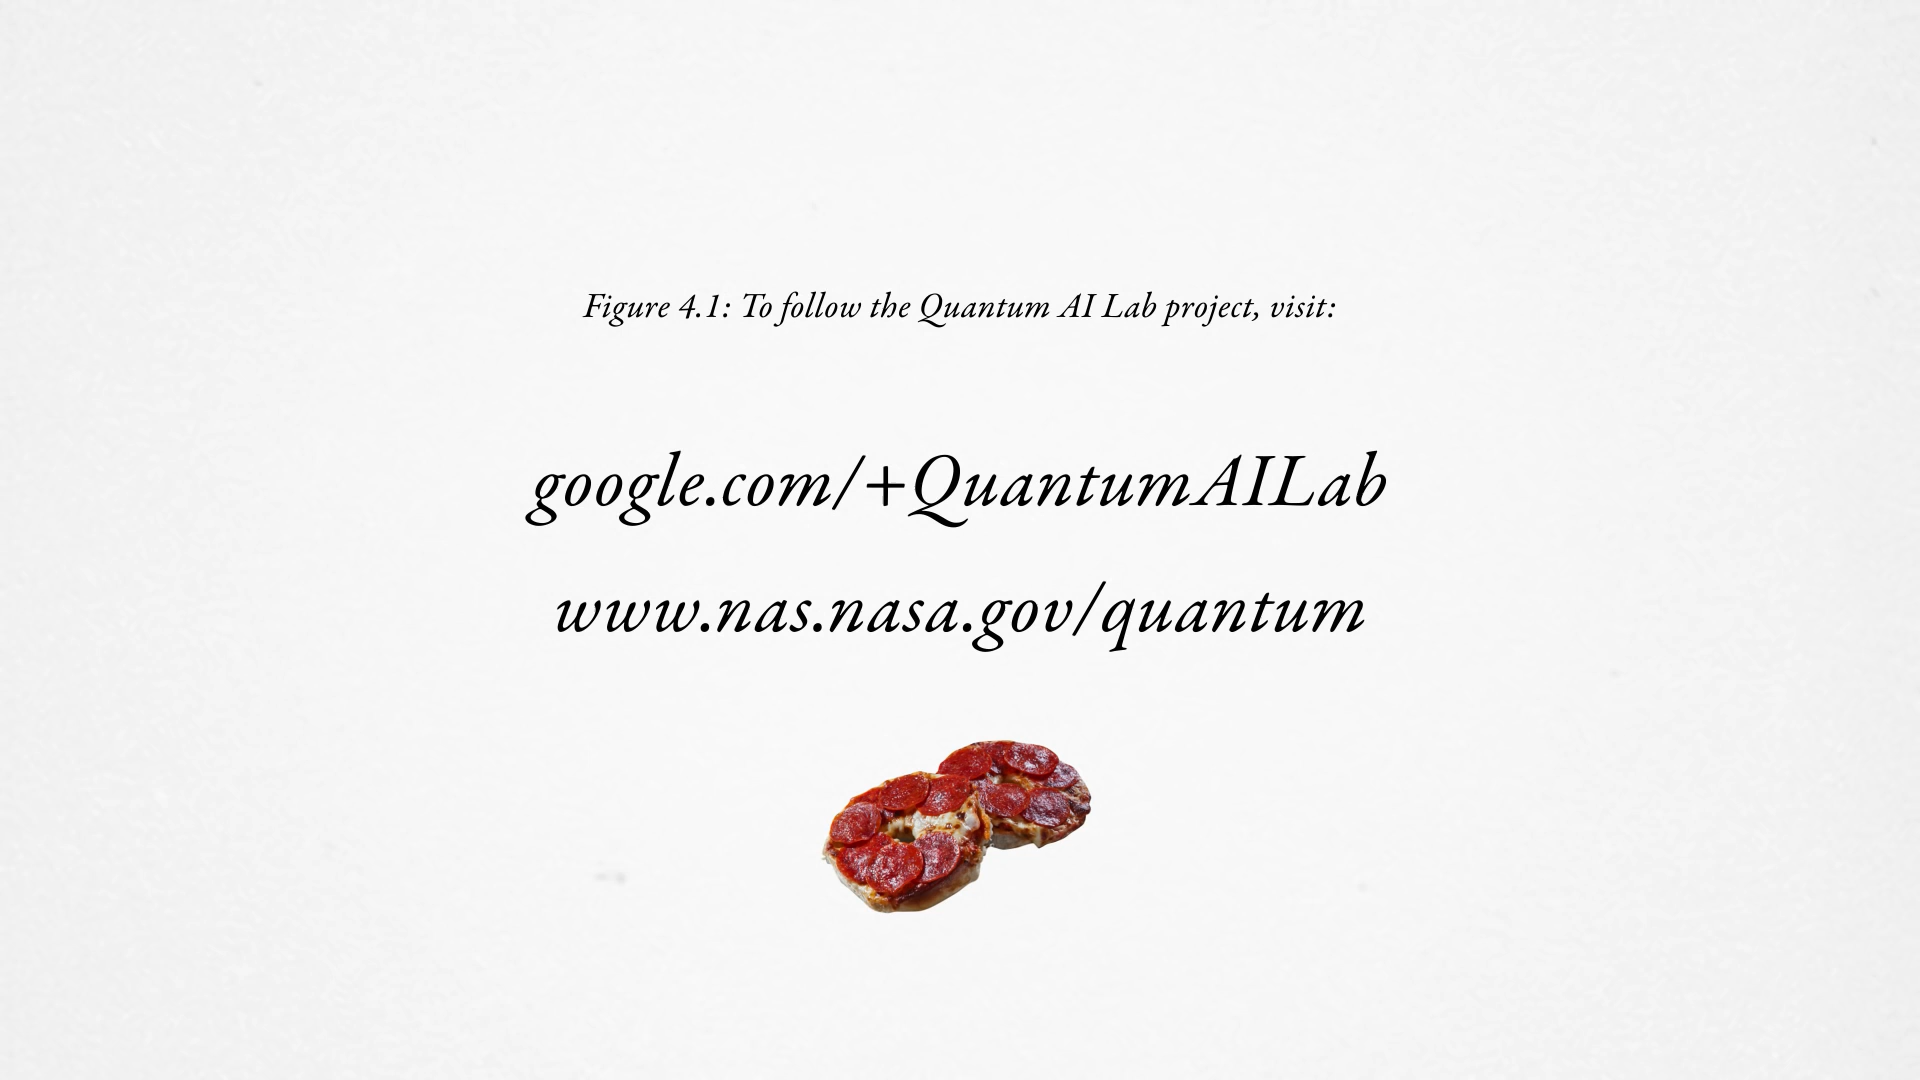 Figure 4.1: To follow the Quantum AI Lab project, visit:
google.com/+QuantumAILab
www.nas.nasa.gov/quantum